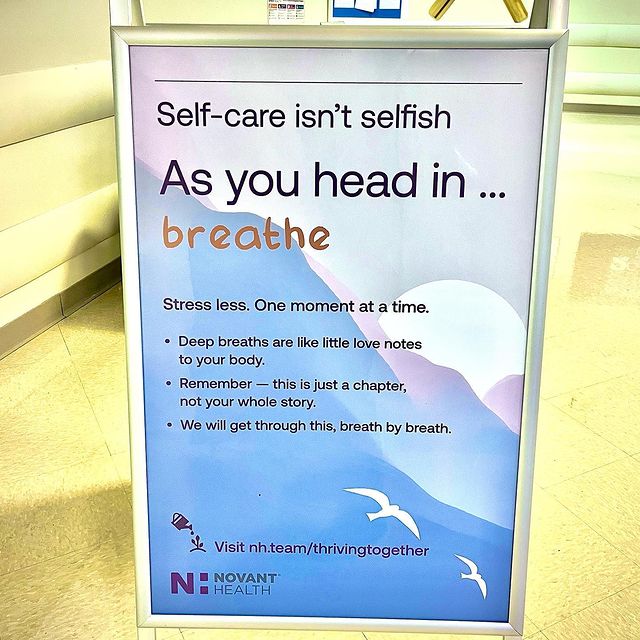 Self-care isn't selfish
As you head in ...
breathe
Stress less. One moment at a time.
• Deep breaths are like little love notes
to your body.
• Remember — this is just a chapter,
not your whole story.
• We will get through this, breath by breath.
Visit nh.team/thrivingtogether
NOVANT
HEALTH